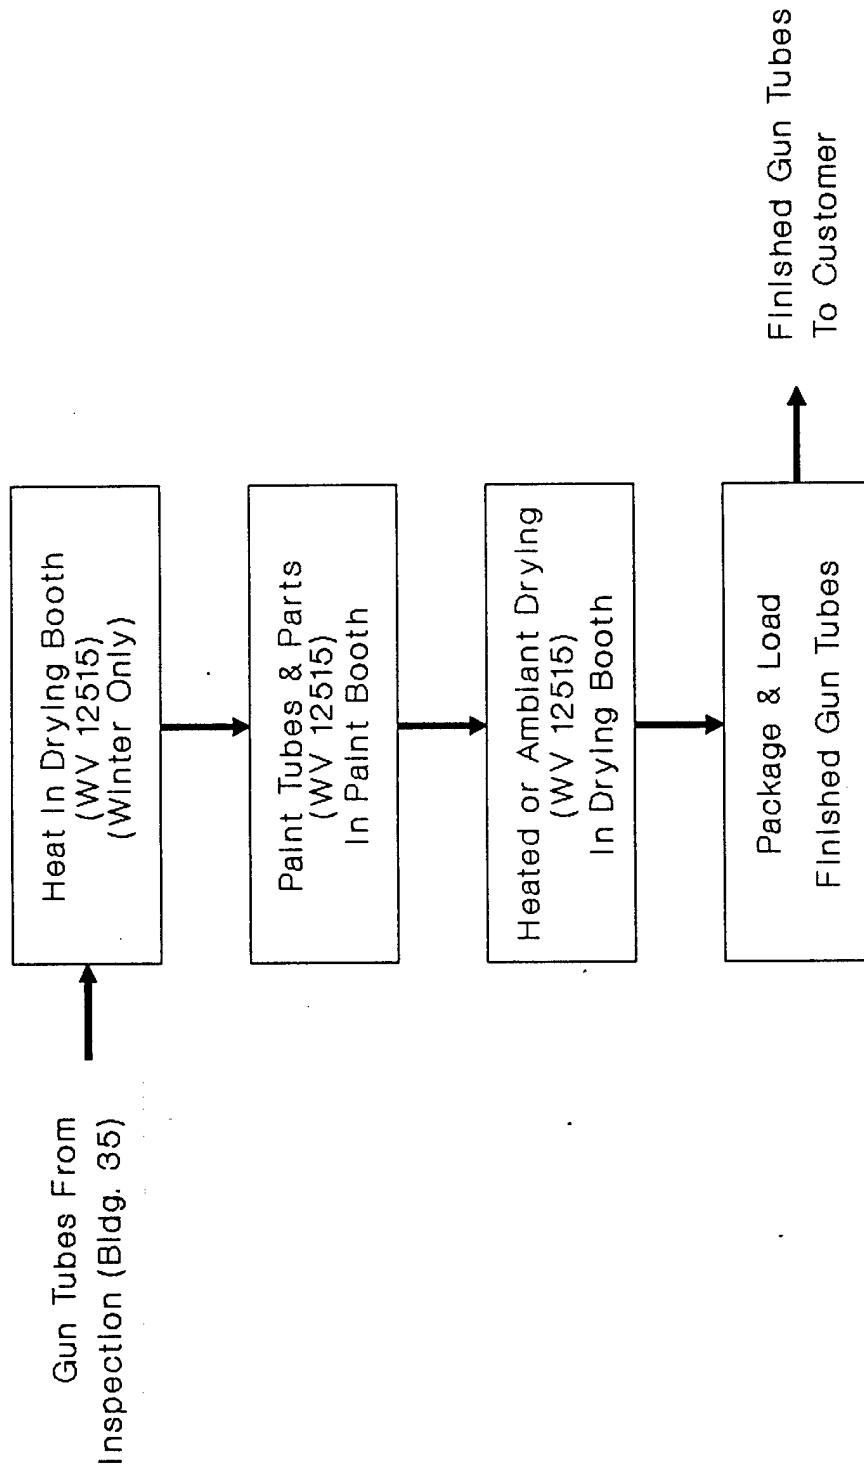 Gun Tubes From
Inspection (Bldg. 35)
Heat In Drying Booth
(WV 12515)
(Winter Only)
Paint Tubes & Parts
(WV 12515)
In Paint Booth
Heated or Ambiant Drying
(WV 12515)
In Drying Booth
Package & Load
Finished Gun Tubes
Finished Gun Tubes
To Customer